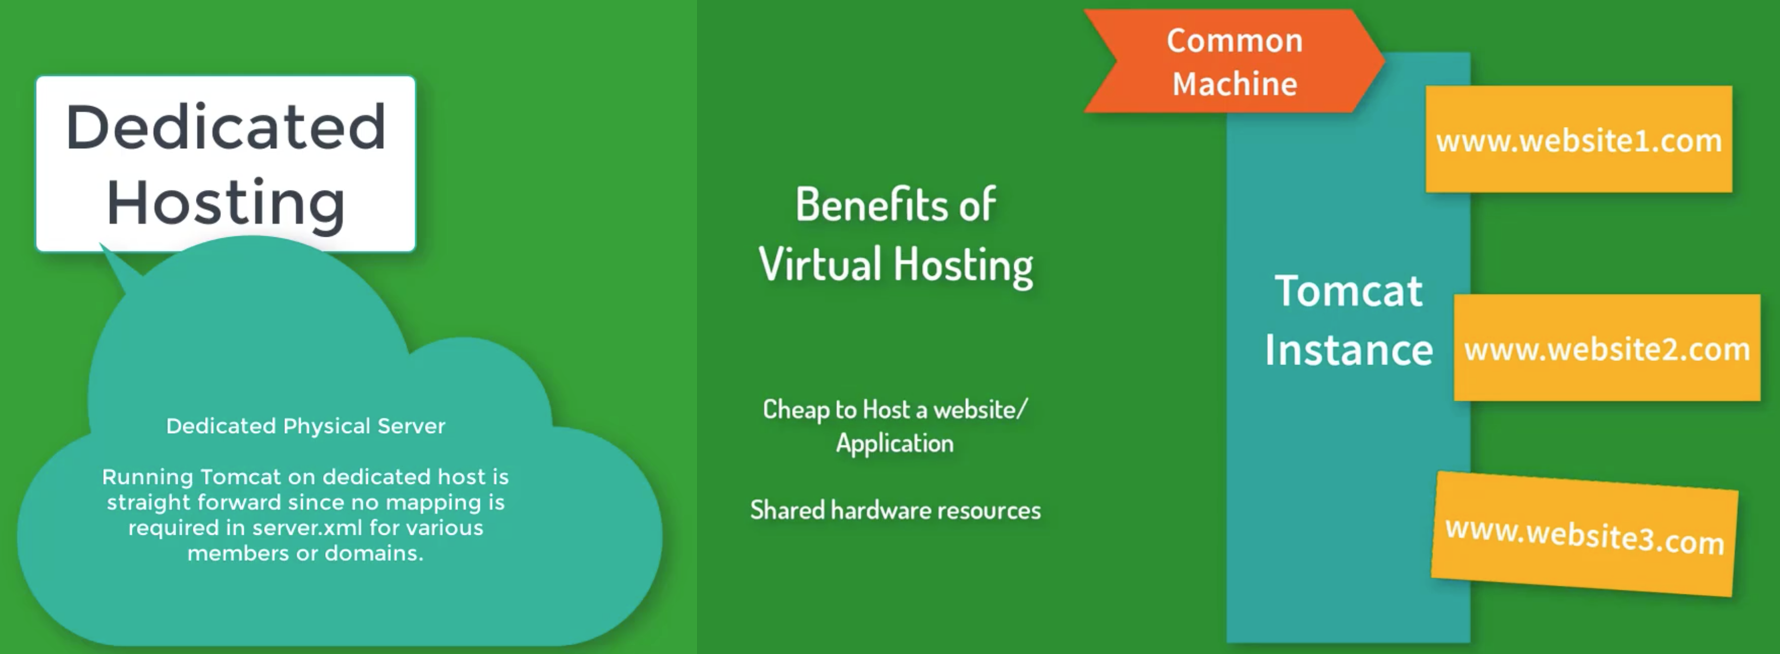 Dedicated
Hosting
Dedicated Physical Server
Running Tomcat on dedicated host is
straight forward since no mapping is
required in server.xml for various
members or domains.
Benefits of
Virtual Hosting
Cheap to Host a website/
Application
Shared hardware resources
Common
Machine
Tomcat
Instance
www.website1.com
www.website2.com
www.website3.com